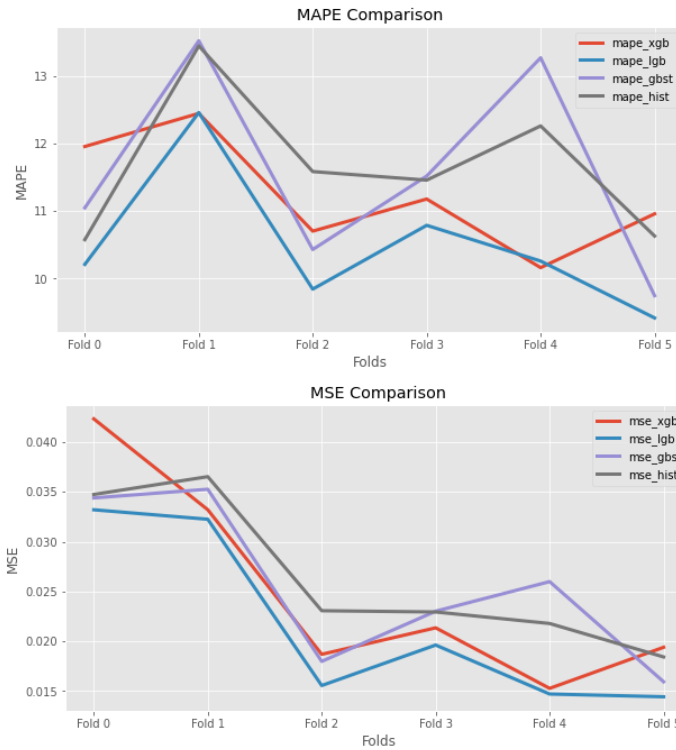 MAPE Comparison
mape_xgb
mape_lgb
mape_gbst
mape_hist
13
12
11
10
MAPE
Fold 0
Fold 1
Fold 2
Fold 3
Fold 4
Fold 5
Folds
MSE Comparison
mse_xgb
mse_lgb
mse_gbst
mse_hist
0.040
0.035
0.030
0.025
0.020
0.015
MSE
Fold 0
Fold 1
Fold 2
Fold 3
Fold 4
Fold 5
Folds